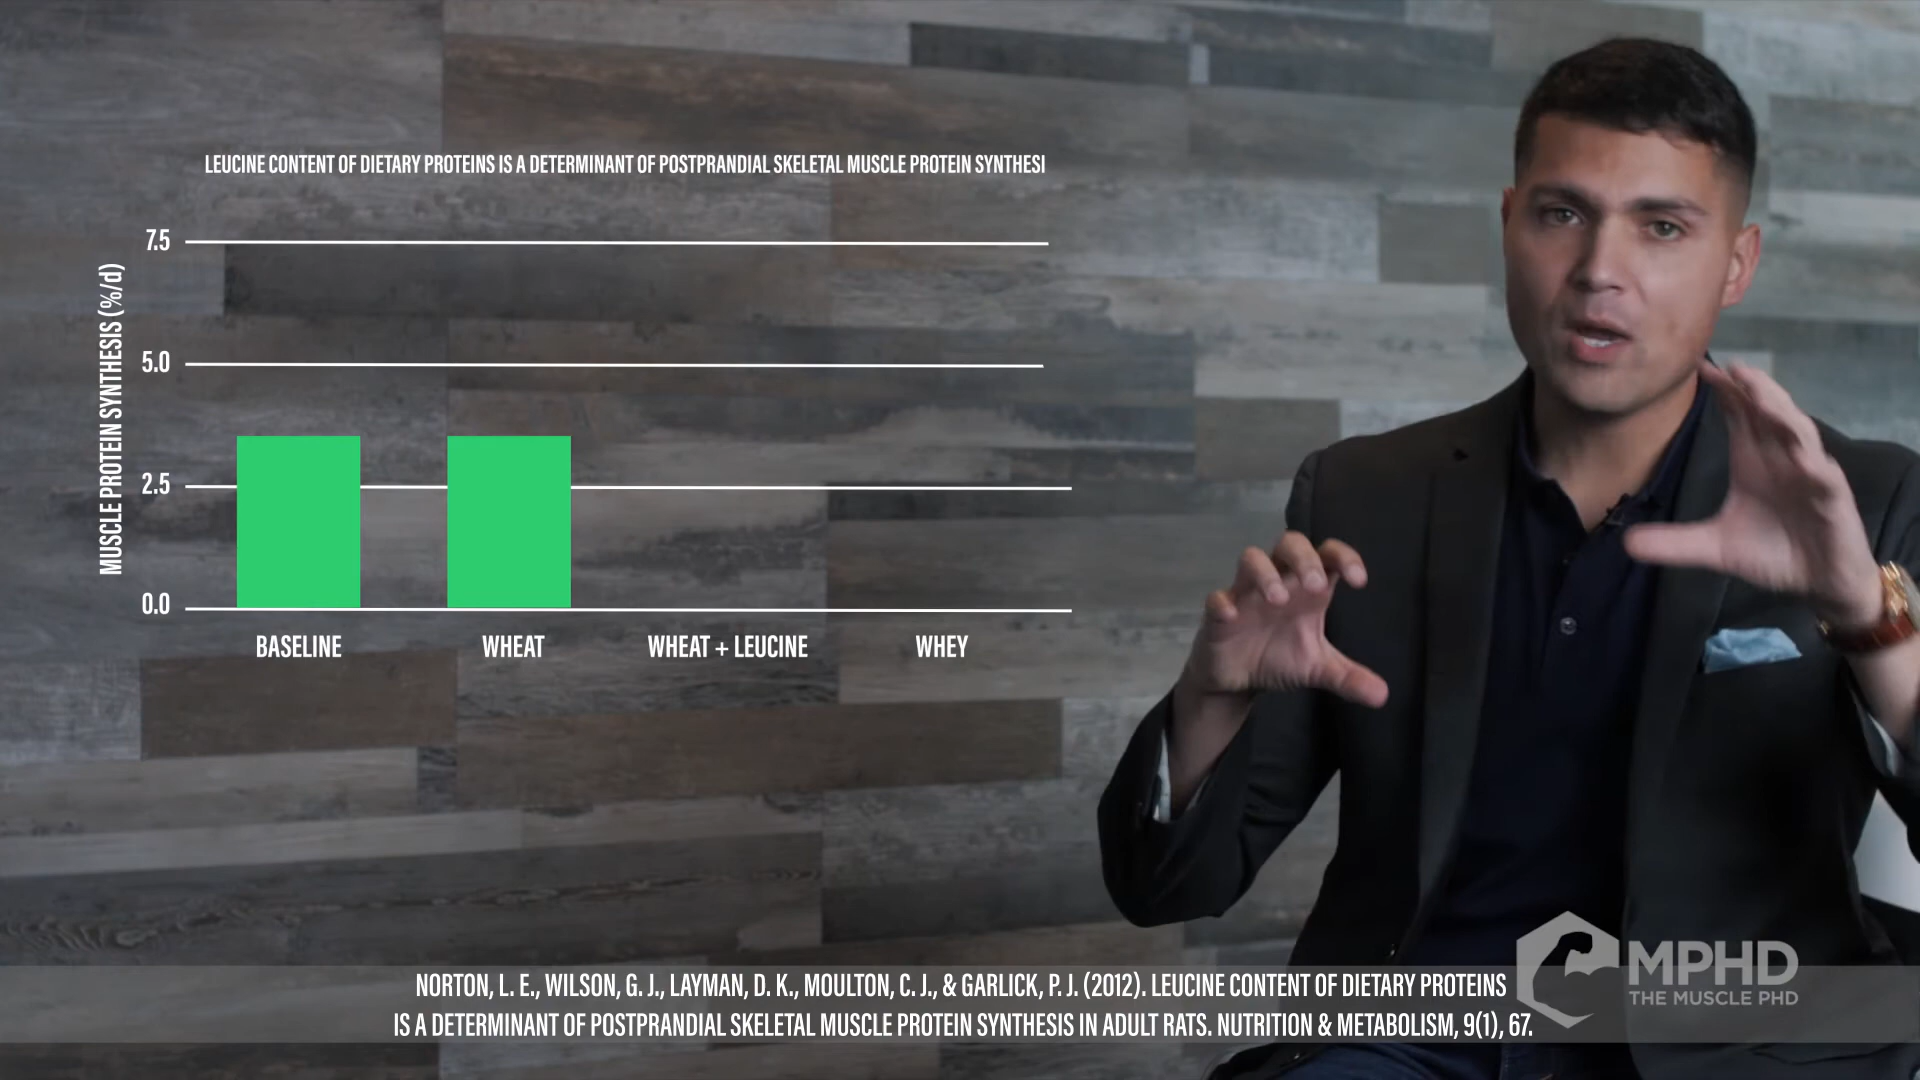 LEUCINE CONTENT OF DIETARY PROTEINS IS A DETERMINANT OF POSTPRANDIAL SKELETAL MUSCLE PROTEIN SYNTHESI
MUSCLE PROTEIN SYNTHESIS (%/d)
7.5
5.0
2.5
0.0
BASELINE WHEAT WHEAT + LEUCINE WHEY
MPHD
THE MUSCLE PHD
NORTON, L. E., WILSON, G. J., LAYMAN, D. K., MOULTON, C. J., & GARLICK, P. J. (2012). LEUCINE CONTENT OF DIETARY PROTEINS
IS A DETERMINANT OF POSTPRANDIAL SKELETAL MUSCLE PROTEIN SYNTHESIS IN ADULT RATS. NUTRITION & METABOLISM, 9(1), 67.